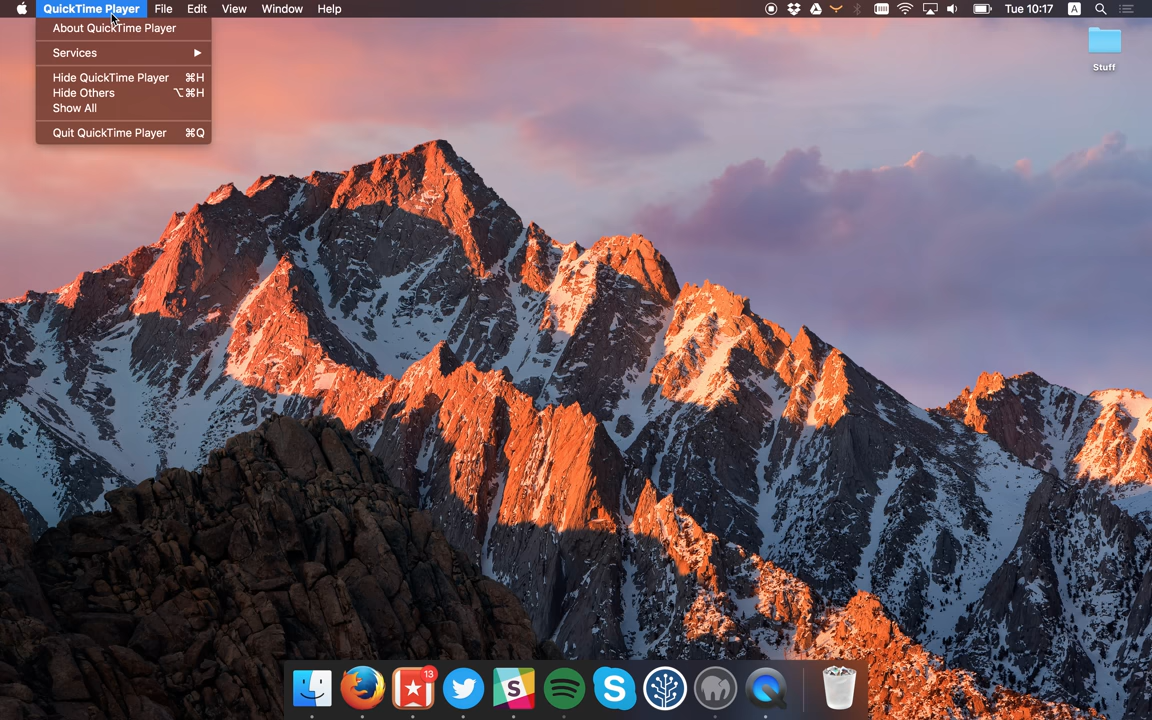 QuickTime Player File Edit View Window Help Tue 10:17 A
About QuickTime Player
Services
Hide QuickTime Player ⌘H
Hide Others ⌥⌘H
Show All
Quit QuickTime Player ⌘Q
Stuff
13
S
S